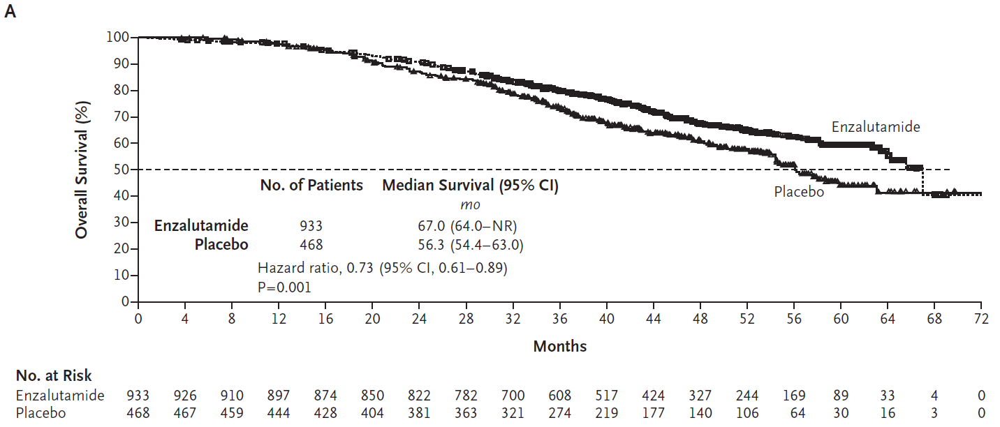 A
100
90
80
70
60
50
40
30
20
10
0
Overall Survival (%)
Enzalutamide
Placebo
No. of Patients Median Survival (95% CI)
mo
Enzalutamide 933 67.0 (64.0–NR)
Placebo 468 56.3 (54.4–63.0)
Hazard ratio, 0.73 (95% CI, 0.61–0.89)
P=0.001
0 4 8 12 16 20 24 28 32 36 40 44 48 52 56 60 64 68 72
Months
No. at Risk
Enzalutamide 933 926 910 897 874 850 822 782 700 608 517 424 327 244 169 89 33 4 0
Placebo 468 467 459 444 428 404 381 363 321 274 219 177 140 106 64 30 16 3 0